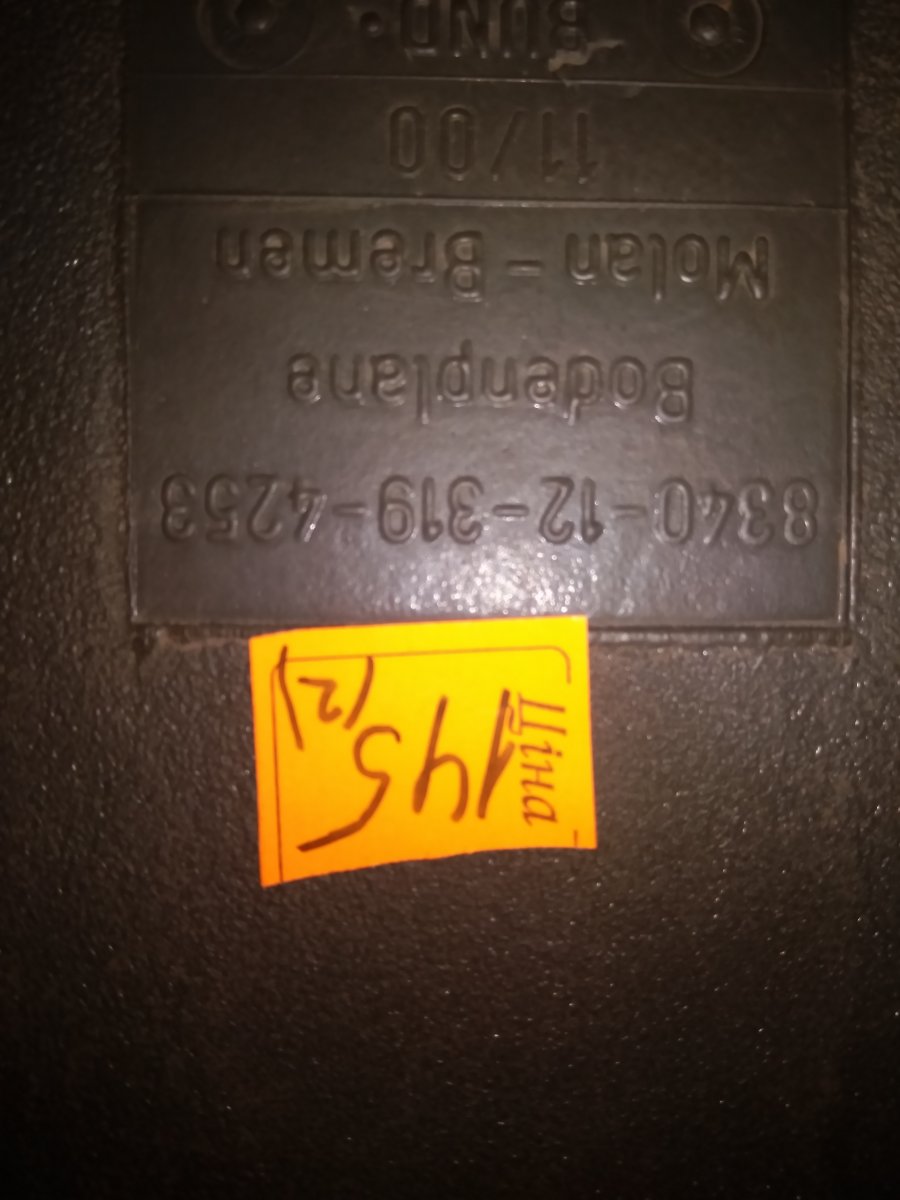 Ціна
145
(2)
8340-12-319-4253
Bodenplane
Molan - Bremen
11/00
BUND.